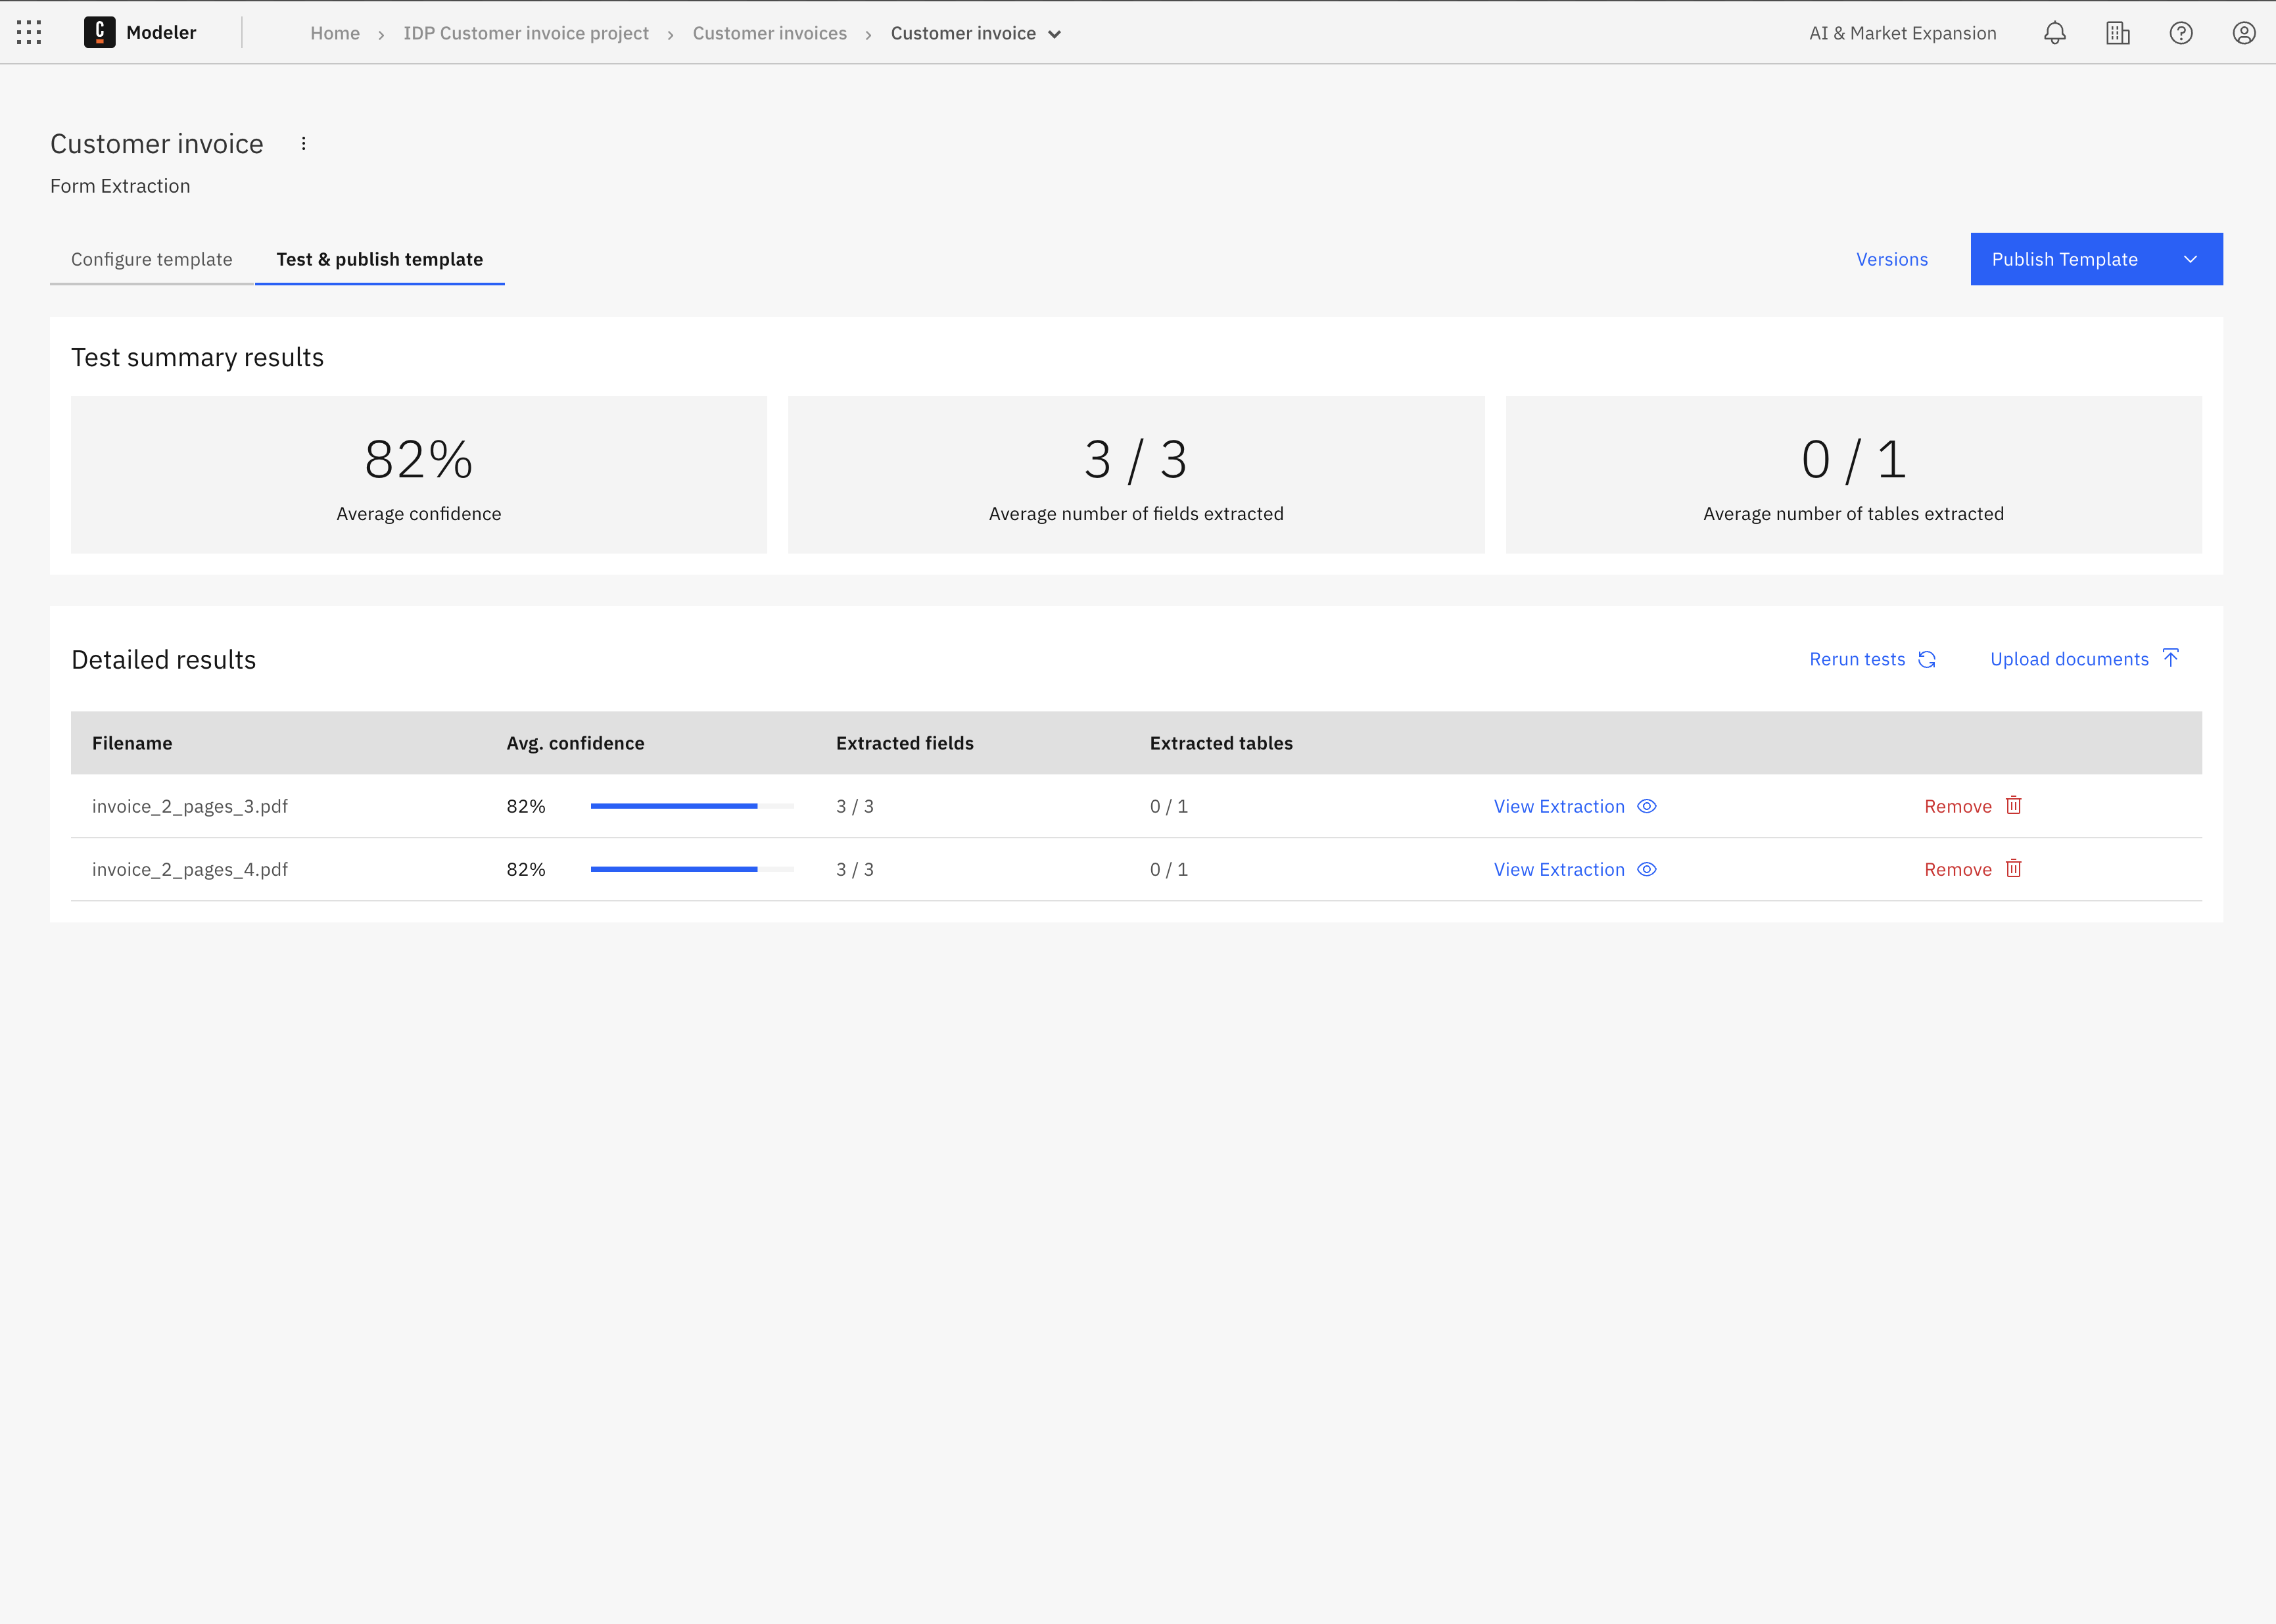 C Modeler Home › IDP Customer invoice project › Customer invoices › Customer invoice AI & Market Expansion
Customer invoice
Form Extraction
Configure template Test & publish template Versions Publish Template
Test summary results
82% 3 / 3 0 / 1
Average confidence Average number of fields extracted Average number of tables extracted
Detailed results Rerun tests Upload documents
Filename Avg. confidence Extracted fields Extracted tables
invoice_2_pages_3.pdf 82% 3 / 3 0 / 1 View Extraction Remove
invoice_2_pages_4.pdf 82% 3 / 3 0 / 1 View Extraction Remove